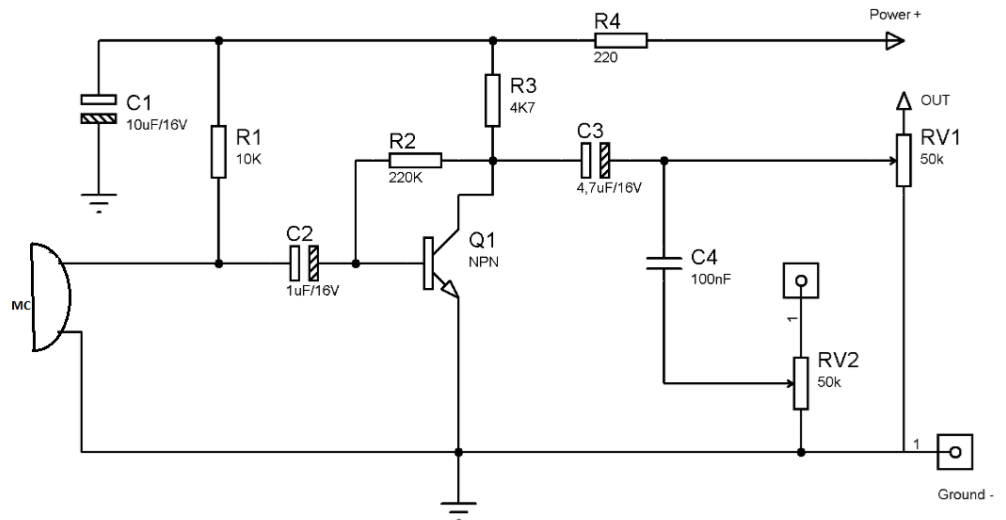 R4
220
Power+
C1
10uF/16V
R1
10K
R3
4K7
R2
220K
C3
4,7uF/16V
OUT
RV1
50k
C2
1uF/16V
Q1
NPN
C4
100nF
MC
1
RV2
50k
1
Ground -